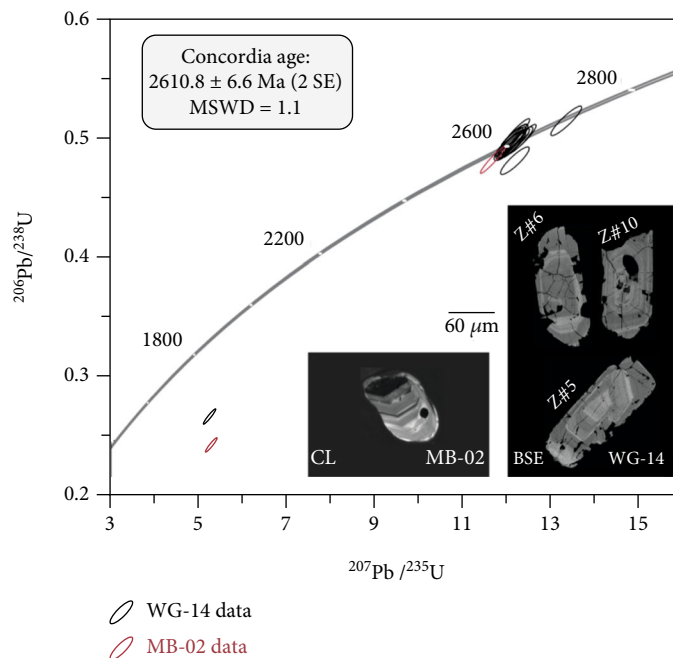 0.6
Concordia age:
2610.8 ± 6.6 Ma (2 SE)
MSWD = 1.1
2800
0.5
2600
Z#6
Z#10
2200
0.4
²⁰⁶Pb/²³⁸U
60 μm
1800
0.3
Z#5
CL
MB-02
BSE
WG-14
0.2
3
5
7
9
11
13
15
²⁰⁷Pb /²³⁵U
WG-14 data
MB-02 data